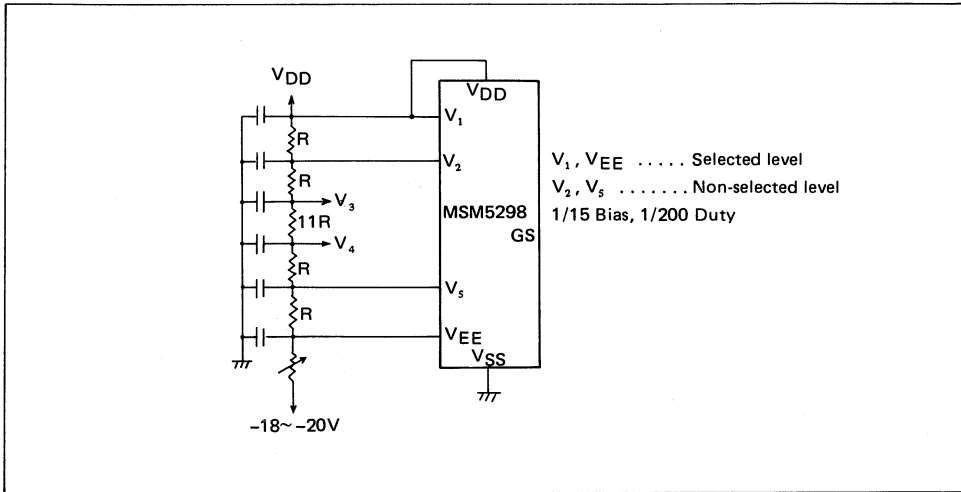 VDD
VDD
V1
R
V2
V1, VEE ..... Selected level
R
V2, V5 ....... Non-selected level
V3
MSM5298
1/15 Bias, 1/200 Duty
11R
GS
V4
R
V5
R
VEE
VSS
–18~–20V